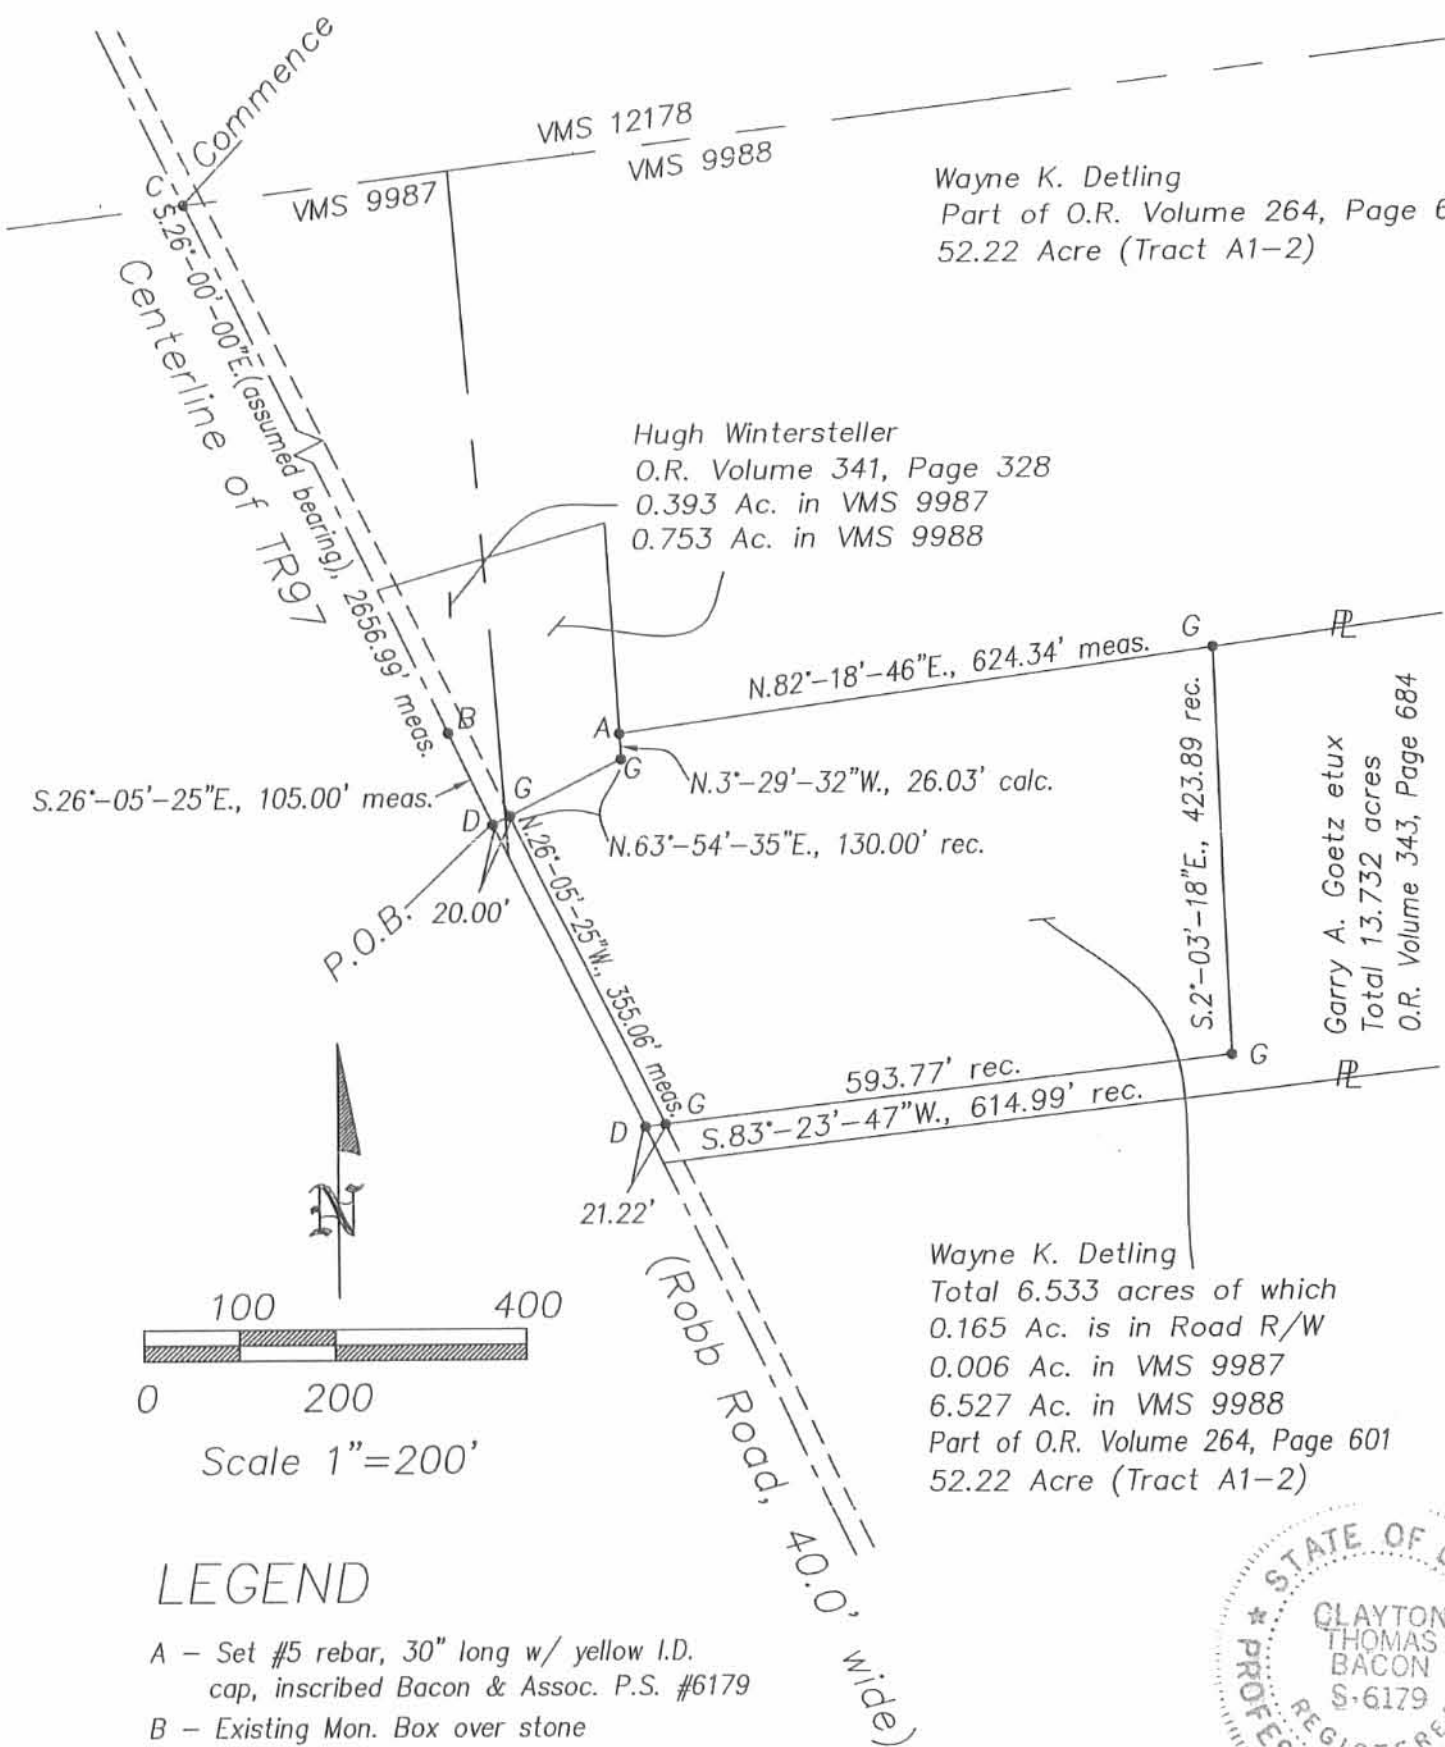 Commence
C
VMS 12178
VMS 9988
VMS 9987
Wayne K. Detling
Part of O.R. Volume 264, Page 6
52.22 Acre (Tract A1-2)
S.26°-00'-00"E.(assumed bearing), 2656.99' meas.
Centerline of TR97
Hugh Wintersteller
O.R. Volume 341, Page 328
0.393 Ac. in VMS 9987
0.753 Ac. in VMS 9988
G
PL
N.82°-18'-46"E., 624.34' meas.
B
A
G
N.3°-29'-32"W., 26.03' calc.
S.26°-05'-25"E., 105.00' meas.
G
D
N.63°-54'-35"E., 130.00' rec.
20.00'
P.O.B.
N.26°-05'-25"W., 355.06' meas.
S.2°-03'-18"E., 423.89 rec.
Garry A. Goetz etux
Total 13.732 acres
O.R. Volume 343, Page 684
G
PL
593.77' rec.
G
D
S.83°-23'-47"W., 614.99' rec.
21.22'
N
(Robb Road, 40.0' wide)
Wayne K. Detling
Total 6.533 acres of which
0.165 Ac. is in Road R/W
0.006 Ac. in VMS 9987
6.527 Ac. in VMS 9988
Part of O.R. Volume 264, Page 601
52.22 Acre (Tract A1-2)
100 400
0 200
Scale 1"=200'
LEGEND
A - Set #5 rebar, 30" long w/ yellow I.D.
cap, inscribed Bacon & Assoc. P.S. #6179
B - Existing Mon. Box over stone
STATE OF
CLAYTON
THOMAS
BACON
S-6179
PROFE
REGISTERE